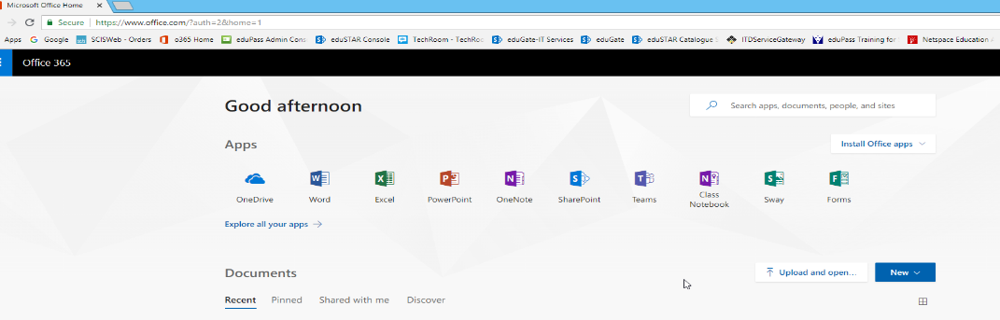 Microsoft Office Home
Secure https://www.office.com/?auth=2&home=1
Apps Google SCISWeb - Orders o365 Home eduPass Admin Cons eduSTAR Console TechRoom - TechRoo eduGate-IT Services eduGate eduSTAR Catalogue ITDServiceGateway eduPass Training for Netspace Education
Office 365
Good afternoon
Search apps, documents, people, and sites
Apps
Install Office apps
OneDrive Word Excel PowerPoint OneNote SharePoint Teams Class Notebook Sway Forms
Explore all your apps
Documents
Upload and open...
New
Recent Pinned Shared with me Discover